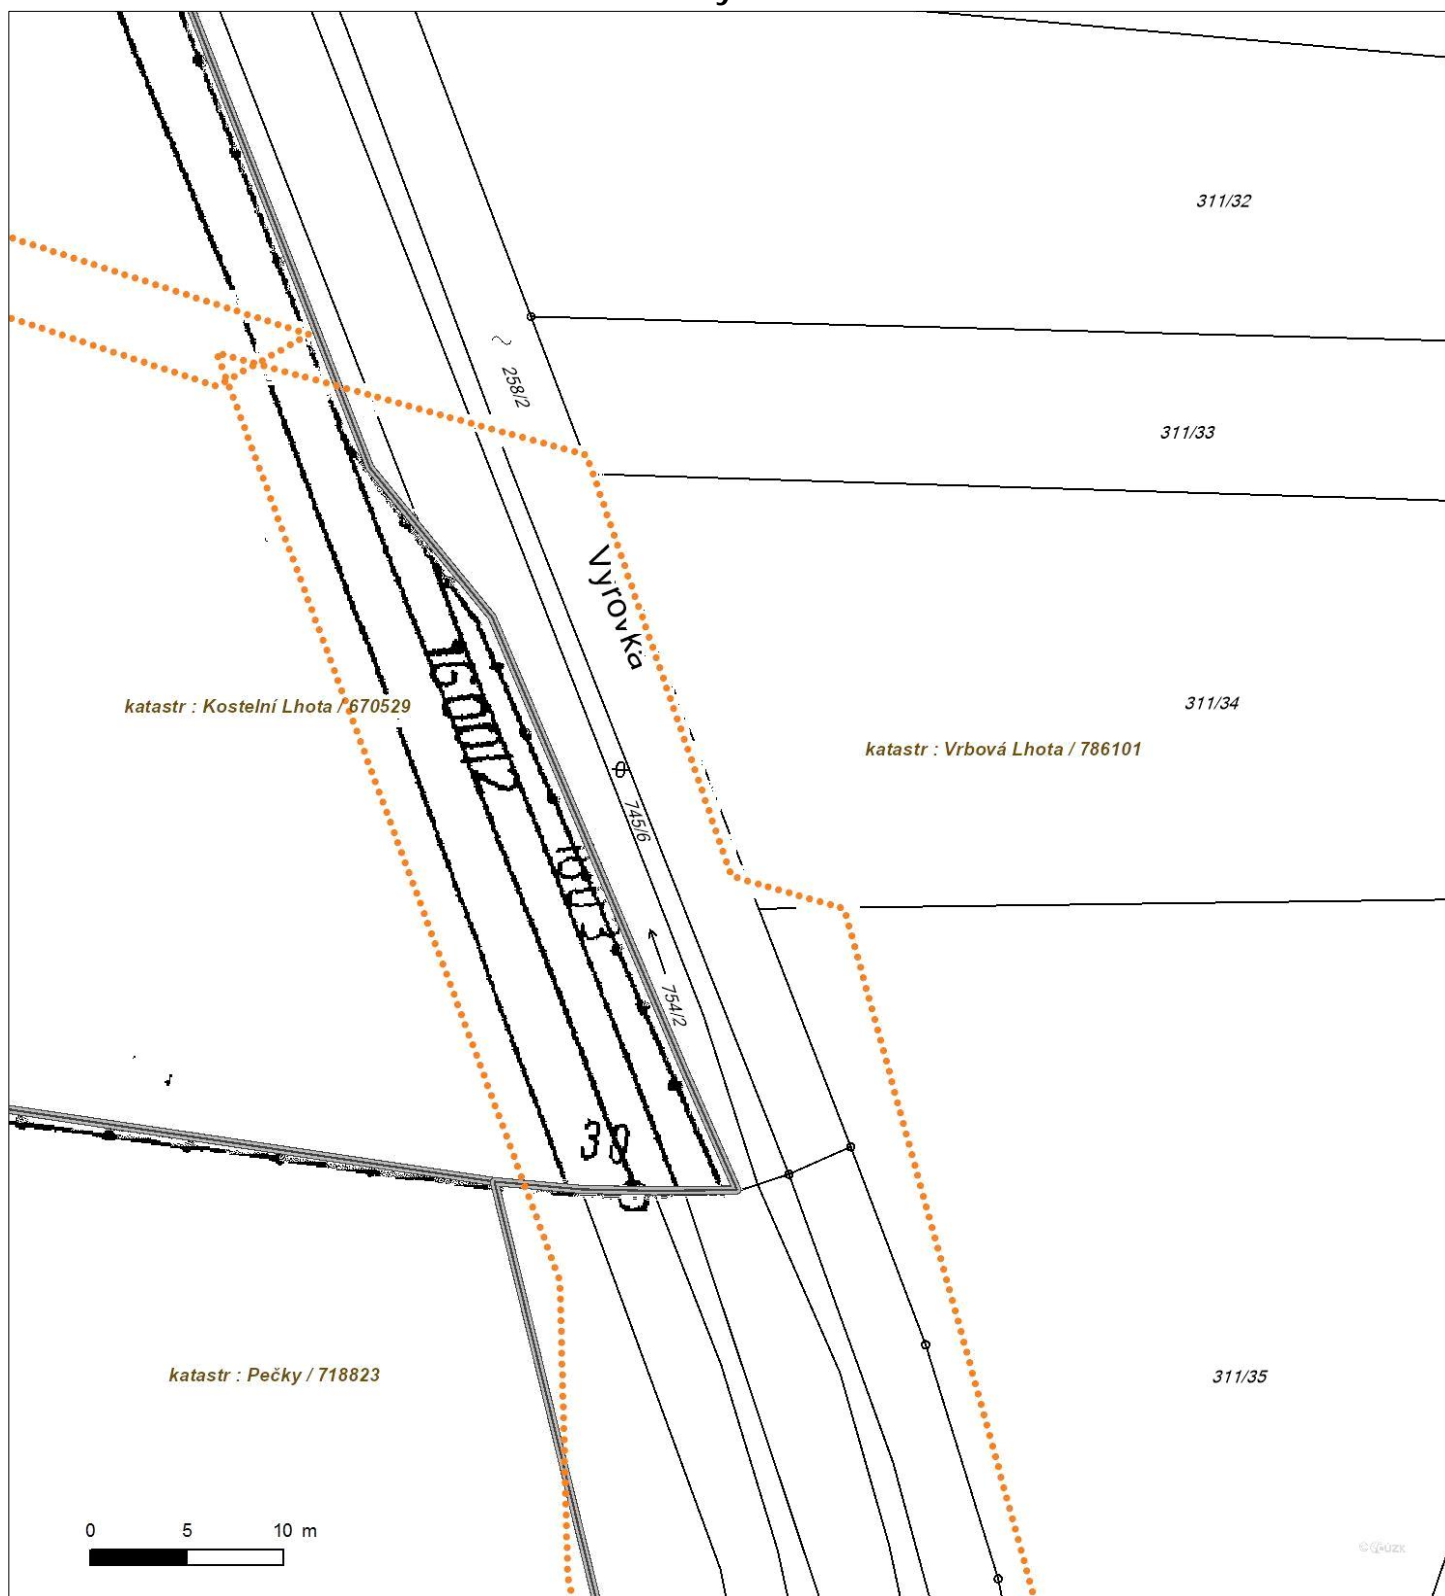 311/32
258/2
311/33
Výrovka
311/34
katastr : Kostelní Lhota / 670529
katastr : Vrbová Lhota / 786101
745/6
754/2
38
katastr : Pečky / 718823
311/35
0 5 10 m